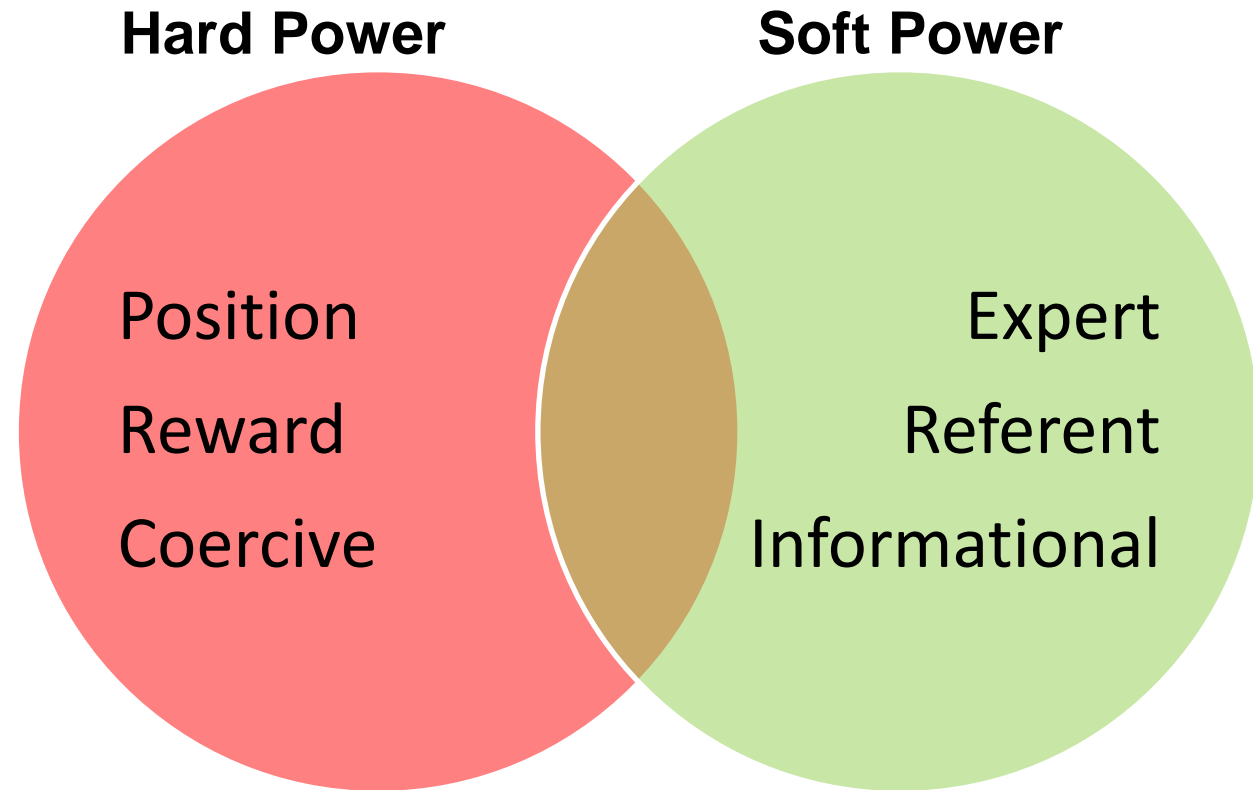 Hard Power
Soft Power
Position
Reward
Coercive
Expert
Referent
Informational